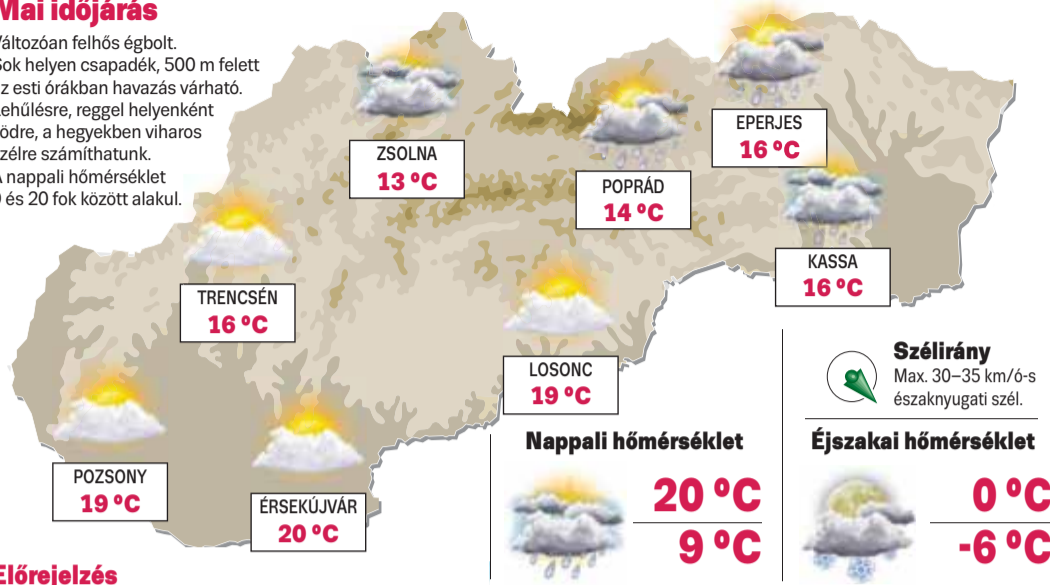 Mai időjárás
Változóan felhős égbolt.
Sok helyen csapadék, 500 m felett
az esti órákban havazás várható.
Lehűlésre, reggel helyenként
ködre, a hegyekben viharos
szélre számíthatunk.
A nappali hőmérséklet
és 20 fok között alakul.
ZSOLNA
13 °C
POPRÁD
14 °C
EPERJES
16 °C
KASSA
16 °C
TRENCSÉN
16 °C
LOSONC
19 °C
POZSONY
19 °C
ÉRSEKÚJVÁR
20 °C
Szélirány
Max. 30–35 km/ó-s
északnyugati szél.
Nappali hőmérséklet
20 °C
9 °C
Éjszakai hőmérséklet
0 °C
-6 °C
Előrejelzés